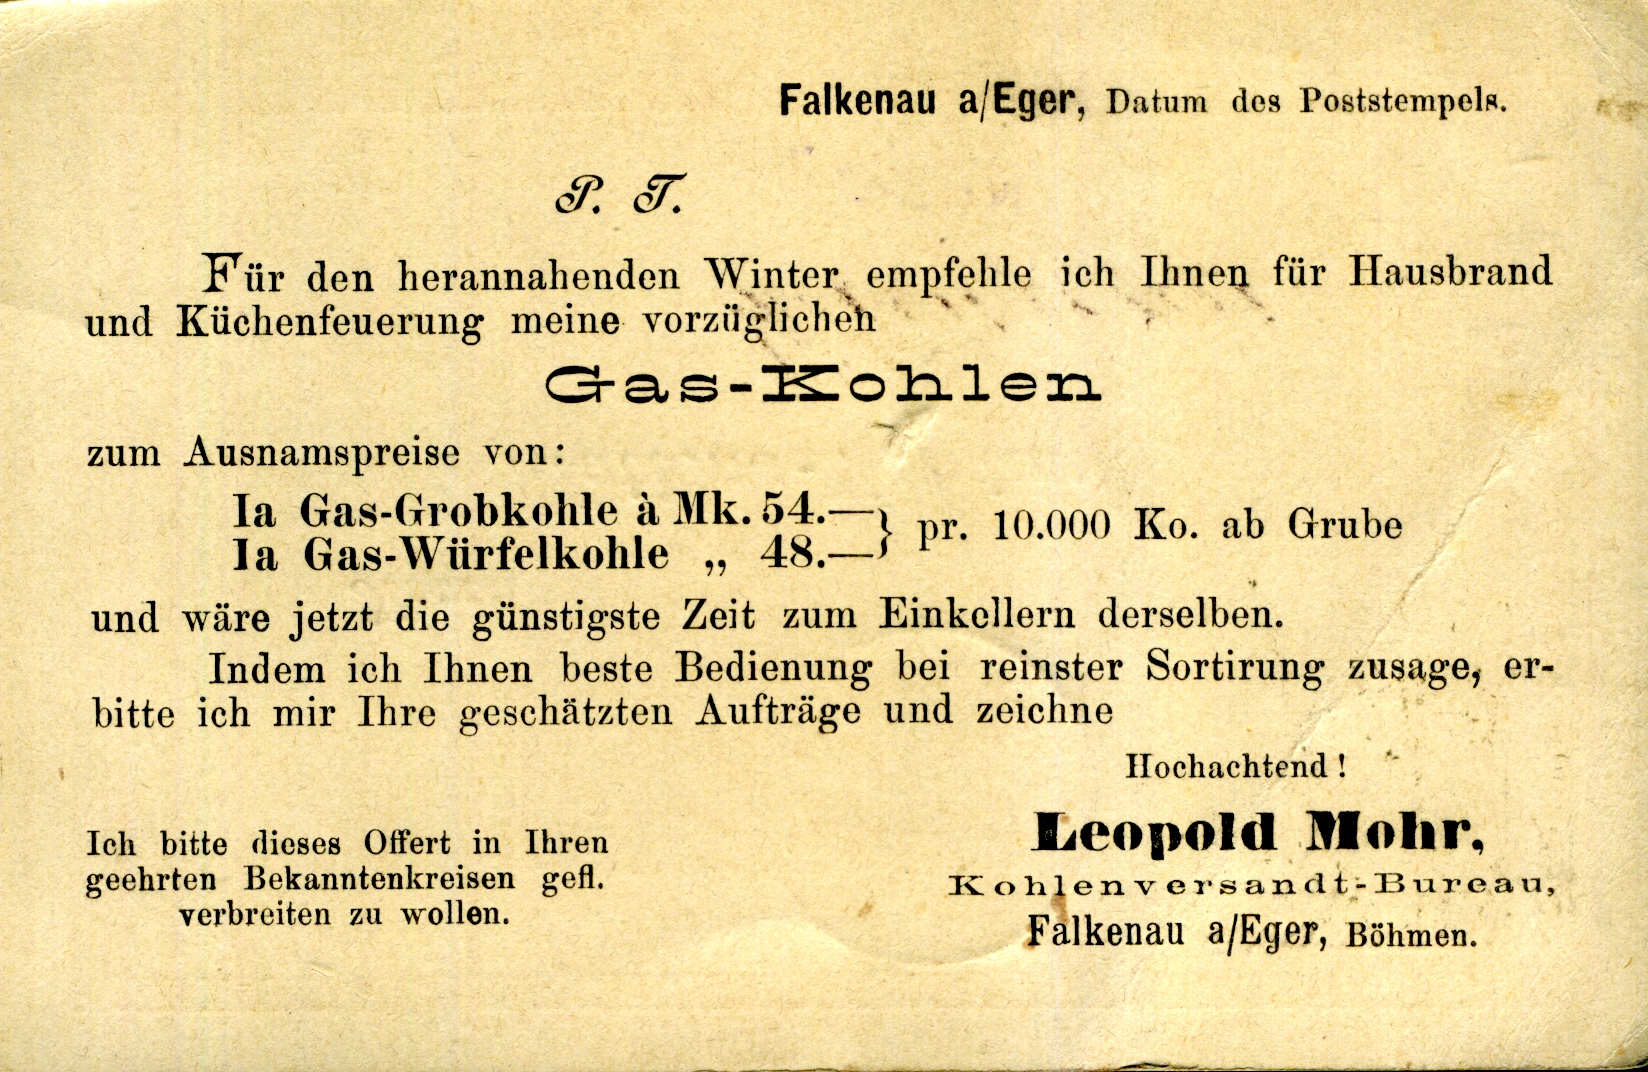 Falkenau a/Eger, Datum des Poststempels.
P. T.
Für den herannahenden Winter empfehle ich Ihnen für Hausbrand
und Küchenfeuerung meine vorzüglichen
Gas-Kohlen
zum Ausnamspreise von:
Ia Gas-Grobkohle à Mk. 54.—
Ia Gas-Würfelkohle „ 48.—
} pr. 10.000 Ko. ab Grube
und wäre jetzt die günstigste Zeit zum Einkellern derselben.
Indem ich Ihnen beste Bedienung bei reinster Sortirung zusage, er-
bitte ich mir Ihre geschätzten Aufträge und zeichne
Hochachtend !
Leopold Mohr,
Kohlenversandt-Bureau,
Falkenau a/Eger, Böhmen.
Ich bitte dieses Offert in Ihren
geehrten Bekanntenkreisen gefl.
verbreiten zu wollen.